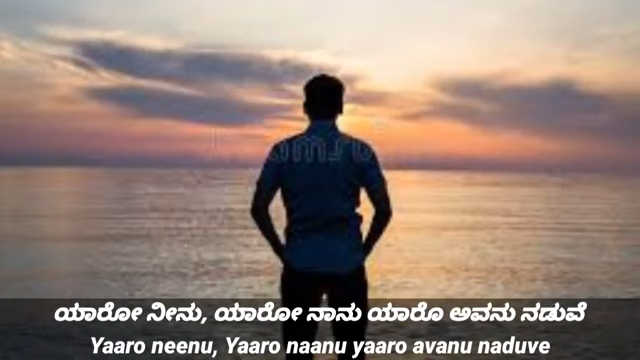 ಯಾರೋ ನೀನು, ಯಾರೋ ನಾನು ಯಾರೊ ಅವನು ನಡುವೆ
Yaaro neenu, Yaaro naanu yaaro avanu naduve